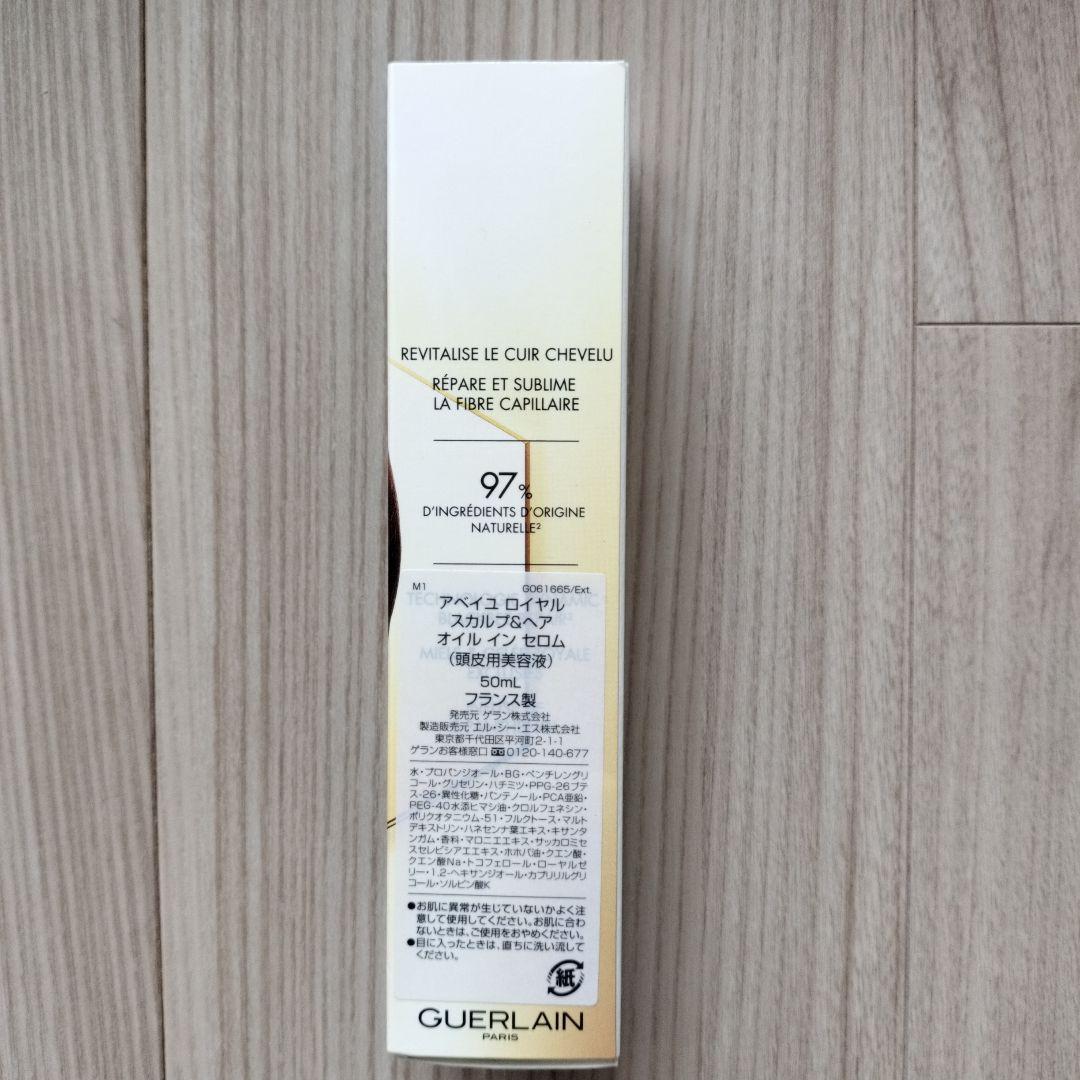 REVITALISE LE CUIR CHEVELU
RÉPARE ET SUBLIME
LA FIBRE CAPILLAIRE
97%
D'INGRÉDIENTS D'ORIGINE
NATURELLE²
M1 G061665/Ext.
アベイユ ロイヤル
スカルプ&ヘア
オイル イン セロム
(頭皮用美容液)
50mL
フランス製
発売元 ゲラン株式会社
製造販売元 エル・シー・エス株式会社
東京都千代田区平河町2-1-1
ゲランお客様窓口 0120-140-677
水・プロパンジオール・BG・ペンチレングリ
コール・グリセリン・ハチミツ・PPG-26ブテ
ス-26・異性化糖・パンテノール・PCA亜鉛・
PEG-40水添ヒマシ油・クロルフェネシン・
ポリクオタニウム-51・フルクトース・マルト
デキストリン・ハネセンナ葉エキス・キサンタ
ンガム・香料・マロニエエキス・サッカロミセ
スセレビシアエエキス・ホホバ油・クエン酸・
クエン酸Na・トコフェロール・ローヤルゼ
リー・1,2-ヘキサンジオール・カプリリルグリ
コール・ソルビン酸K
●お肌に異常が生じていないかよく注
意して使用してください。お肌に合わ
ないときは、ご使用をおやめください。
●目に入ったときは、直ちに洗い流して
ください。
紙
GUERLAIN
PARIS